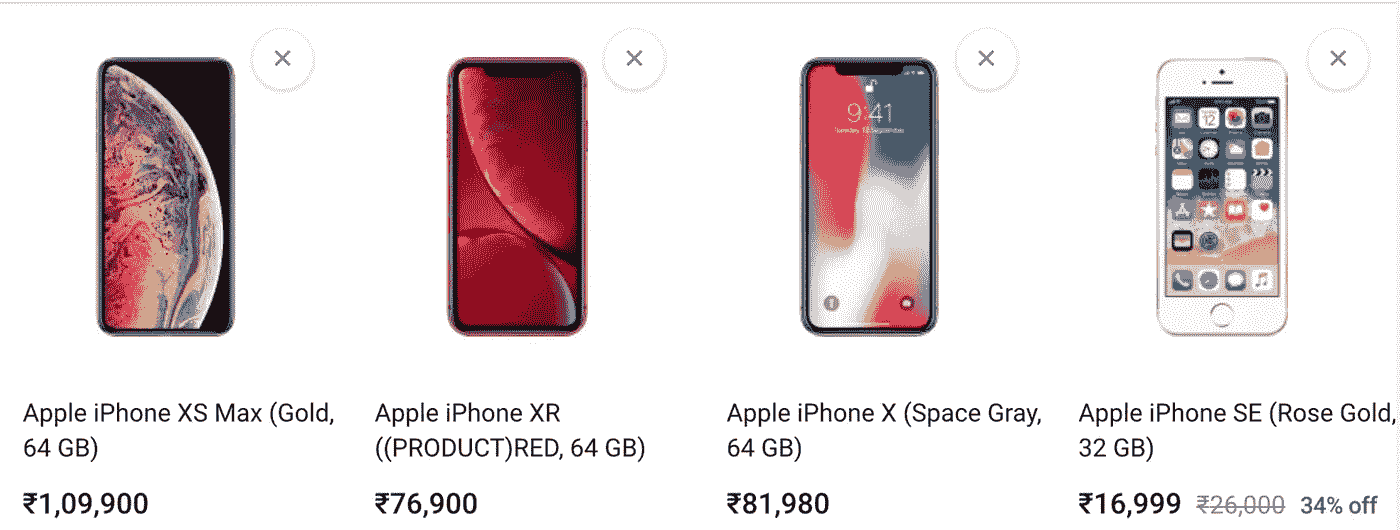 9:41
Apple iPhone XS Max (Gold,
64 GB)
₹1,09,900
Apple iPhone XR
((PRODUCT)RED, 64 GB)
₹76,900
Apple iPhone X (Space Gray,
64 GB)
₹81,980
Apple iPhone SE (Rose Gold,
32 GB)
₹16,999 ₹26,000 34% off